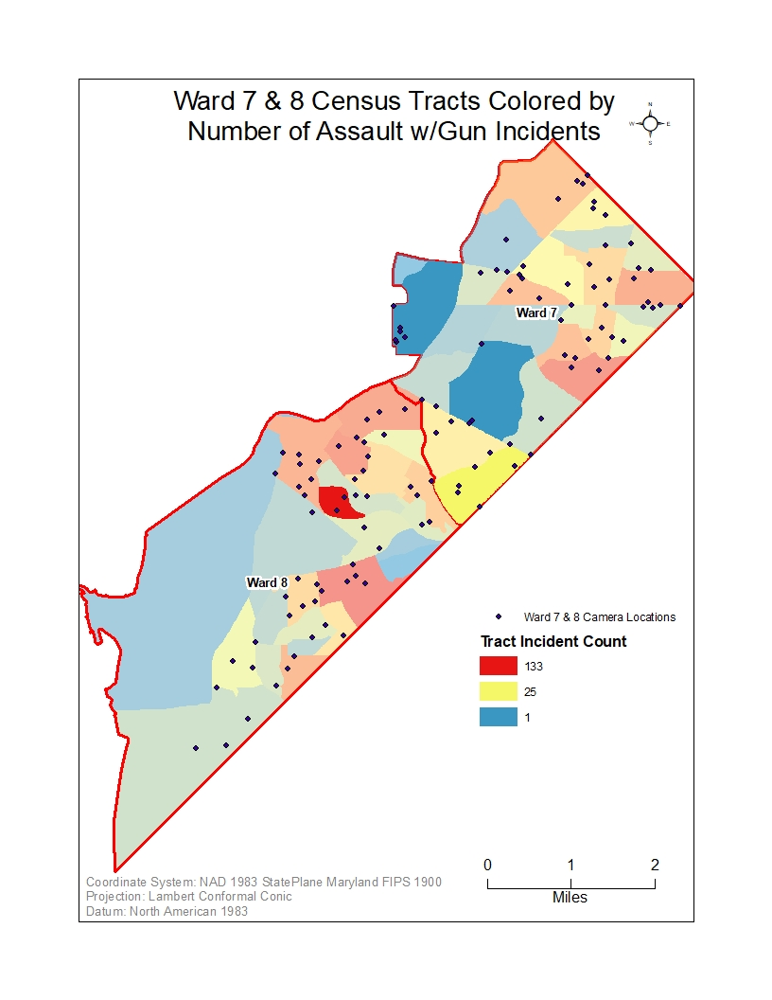 Ward 7 & 8 Census Tracts Colored by
Number of Assault w/Gun Incidents
N
W E
S
Ward 7
Ward 8
Ward 7 & 8 Camera Locations
Tract Incident Count
133
25
1
0 1 2
Miles
Coordinate System: NAD 1983 StatePlane Maryland FIPS 1900
Projection: Lambert Conformal Conic
Datum: North American 1983